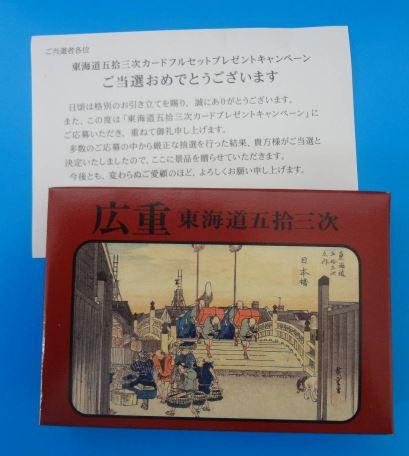 ご当選者各位
東海道五拾三次カードフルセットプレゼントキャンペーン
ご当選おめでとうございます
日頃は格別のお引き立てを賜り、誠にありがとうございます。
また、この度は「東海道五拾三次カードプレゼントキャンペーン」に
ご応募いただき、重ねて御礼申し上げます。
多数のご応募の中から厳正な抽選を行った結果、貴方様がご当選と
決定いたしましたので、ここに景品を贈らせていただきます。
今後とも、変わらぬご愛顧のほど、よろしくお願い申し上げます。
広重 東海道五拾三次
東海道
五拾三次
之内
日本橋